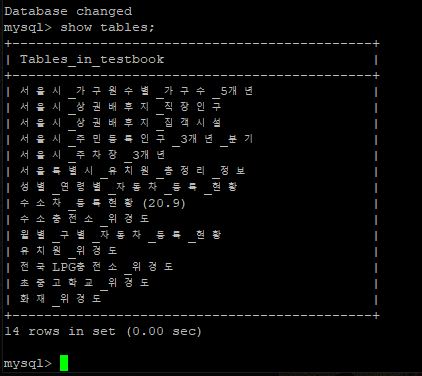 Database changed
mysql> show tables;
+-------------------------------------------+
| Tables_in_testbook |
+-------------------------------------------+
| 서울시_가구원수별_가구수_5개년 |
| 서울시_상권배후지_직장인구 |
| 서울시_상권배후지_집객시설 |
| 서울시_주민등록인구_3개년_분기 |
| 서울시_주차장_3개년 |
| 서울특별시_유치원_총정리_정보 |
| 성별_연령별_자동차_등록_현황 |
| 수소차_등록현황(20.9) |
| 수소충전소_위경도 |
| 월별_구별_자동차_등록_현황 |
| 유치원_위경도 |
| 전국LPG충전소_위경도 |
| 초중고학교_위경도 |
| 화재_위경도 |
+-------------------------------------------+
14 rows in set (0.00 sec)
mysql>